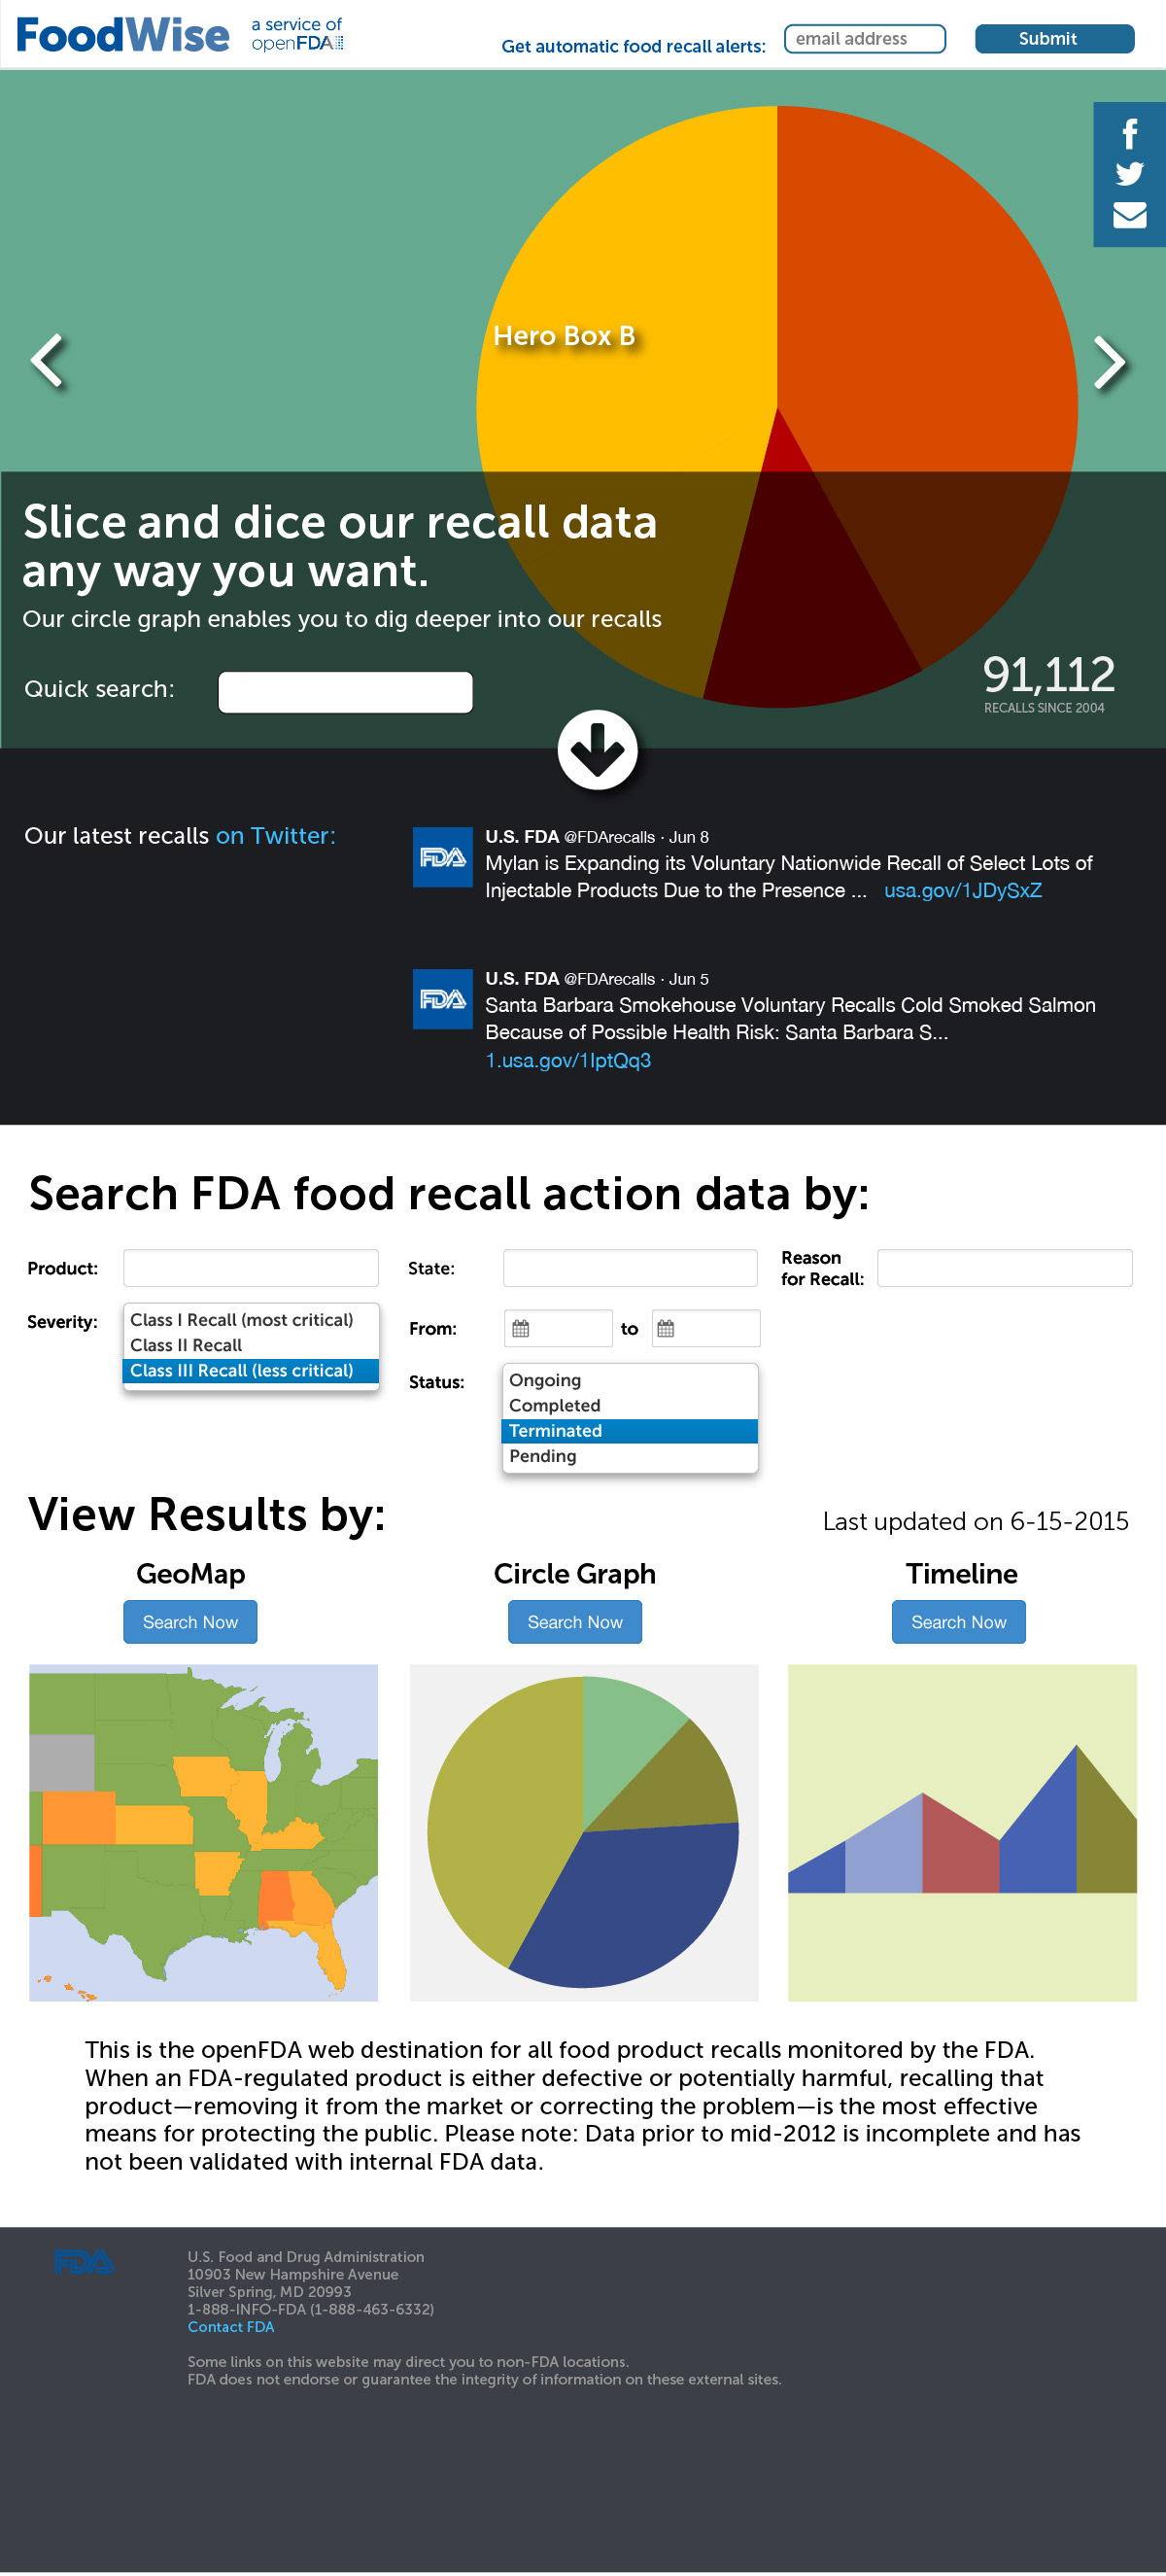 FoodWise
a service of
openFDA
Get automatic food recall alerts:
email address
Submit
Hero Box B
Slice and dice our recall data
any way you want.
Our circle graph enables you to dig deeper into our recalls
Quick search:
91,112
RECALLS SINCE 2004
Our latest recalls on Twitter:
FDA
U.S. FDA @FDArecalls · Jun 8
Mylan is Expanding its Voluntary Nationwide Recall of Select Lots of
Injectable Products Due to the Presence ... usa.gov/1JDySxZ
FDA
U.S. FDA @FDArecalls · Jun 5
Santa Barbara Smokehouse Voluntary Recalls Cold Smoked Salmon
Because of Possible Health Risk: Santa Barbara S...
1.usa.gov/1IptQq3
Search FDA food recall action data by:
Product:
State:
Reason
for Recall:
Severity:
Class I Recall (most critical)
Class II Recall
Class III Recall (less critical)
From:
to
Status:
Ongoing
Completed
Terminated
Pending
View Results by:
Last updated on 6-15-2015
GeoMap
Circle Graph
Timeline
Search Now
Search Now
Search Now
This is the openFDA web destination for all food product recalls monitored by the FDA.
When an FDA-regulated product is either defective or potentially harmful, recalling that
product—removing it from the market or correcting the problem—is the most effective
means for protecting the public. Please note: Data prior to mid-2012 is incomplete and has
not been validated with internal FDA data.
FDA
U.S. Food and Drug Administration
10903 New Hampshire Avenue
Silver Spring, MD 20993
1-888-INFO-FDA (1-888-463-6332)
Contact FDA
Some links on this website may direct you to non-FDA locations.
FDA does not endorse or guarantee the integrity of information on these external sites.